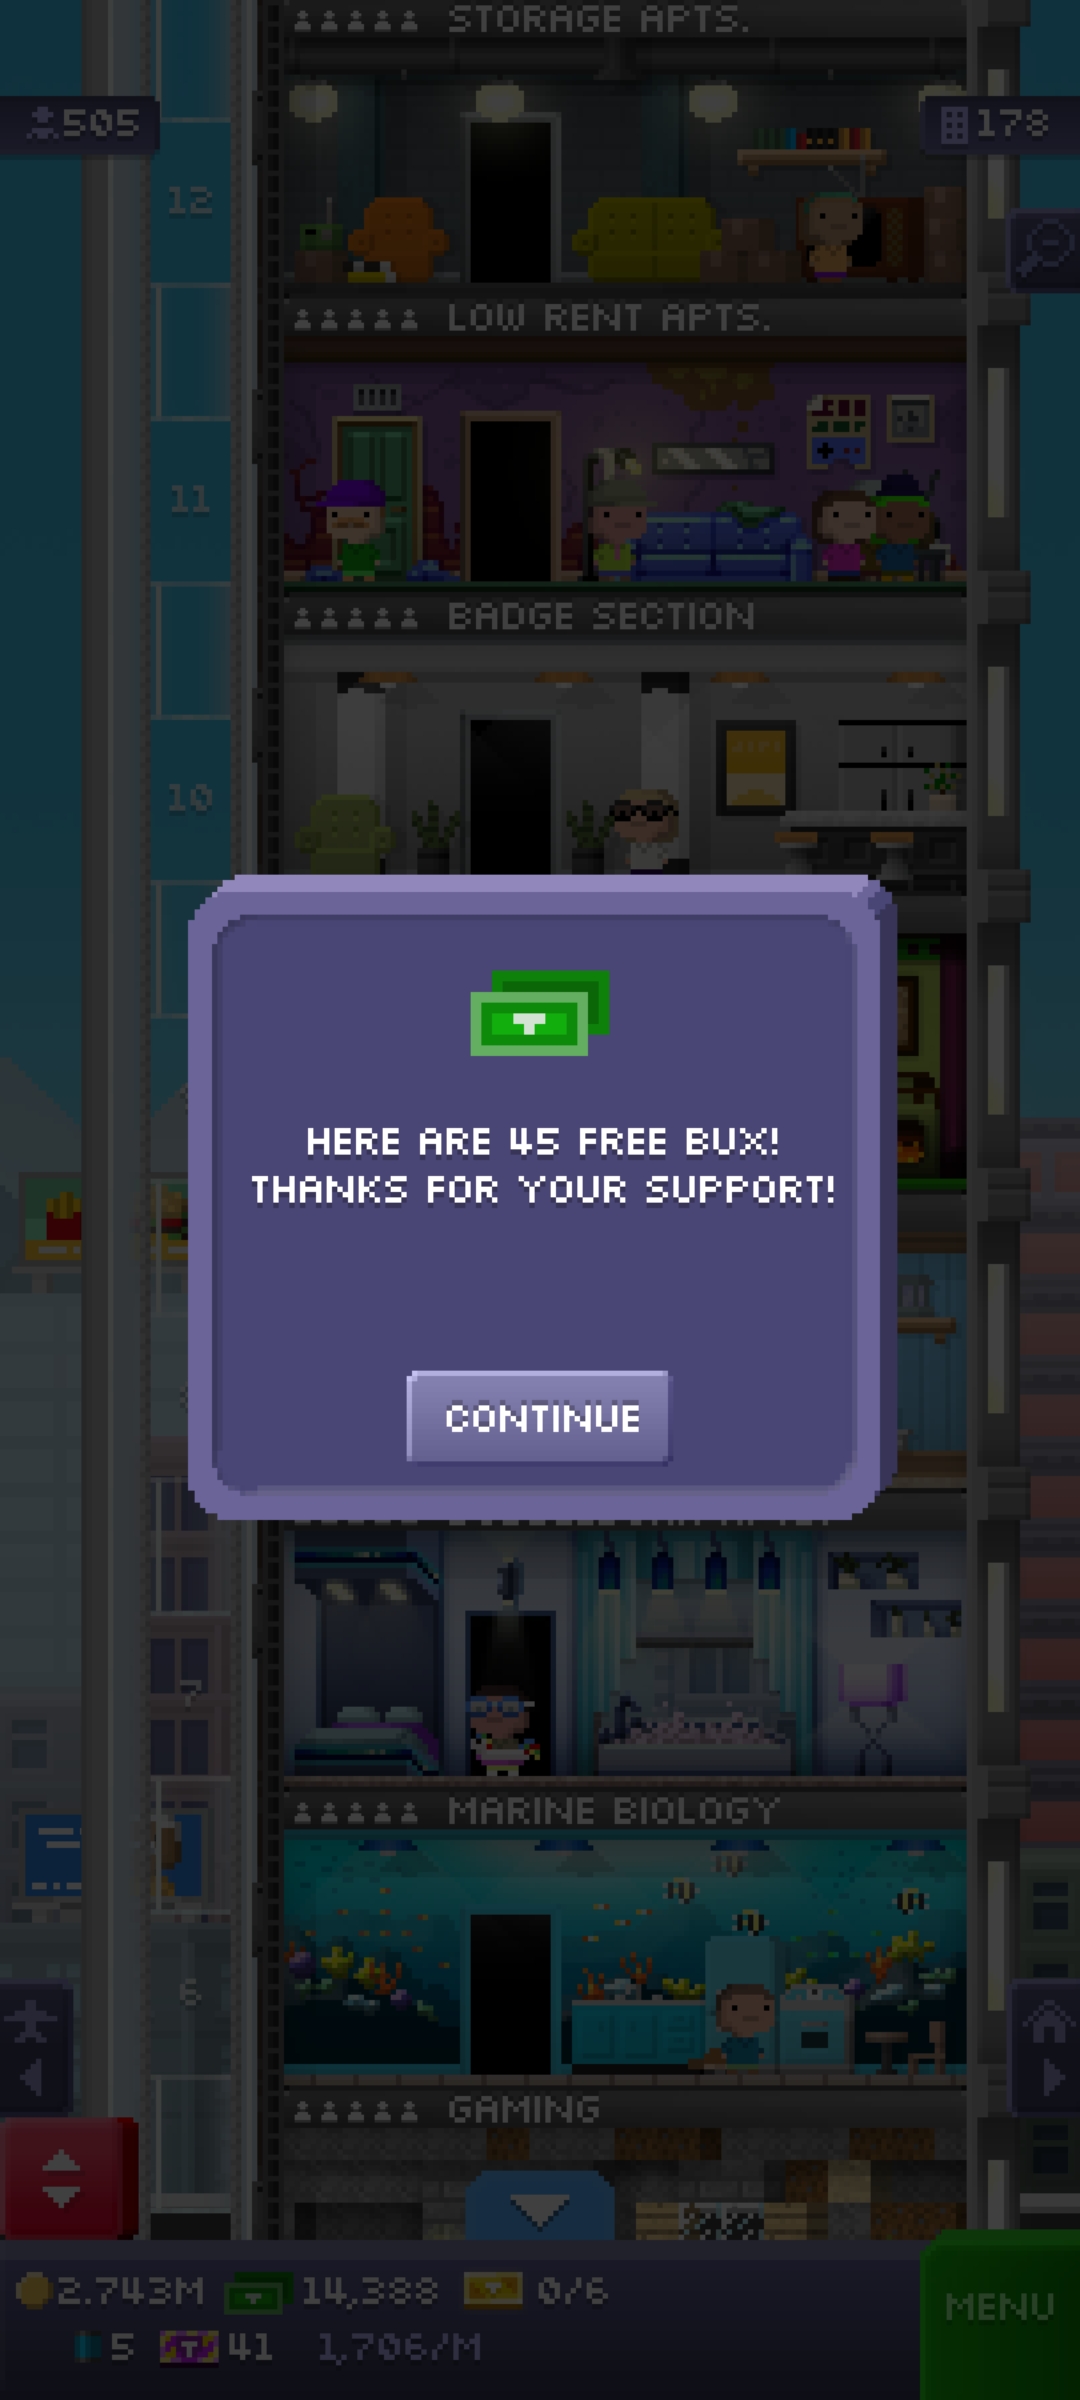 STORAGE APTS.
505
178
12
LOW RENT APTS.
11
BADGE SECTION
10
HERE ARE 45 FREE BUX!
THANKS FOR YOUR SUPPORT!
CONTINUE
7
MARINE BIOLOGY
6
GAMING
2.743M 14,388 0/6
5 41 1,706/M
MENU